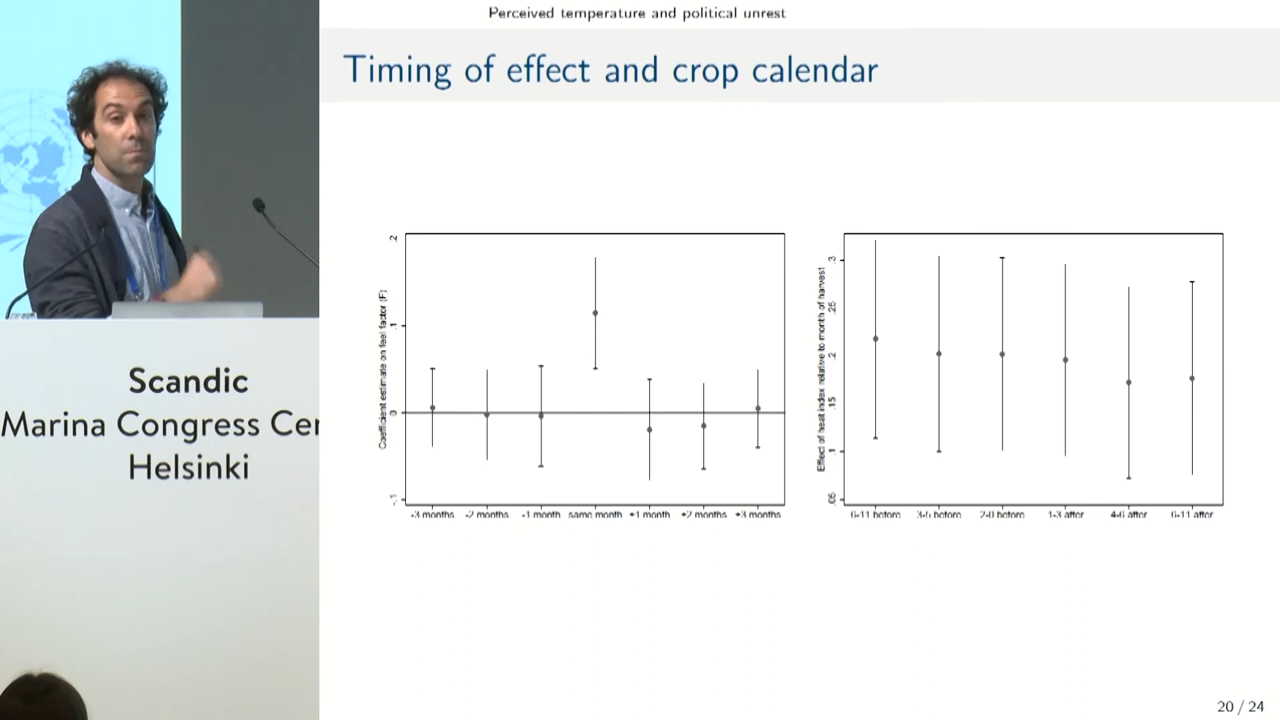 Perceived temperature and political unrest
Timing of effect and crop calendar
Scandic
Marina Congress Cen
Helsinki
Coefficient estimate on feel factor (F)
.2
.1
0
-.1
-3 months
-2 months
-1 month
same month
+1 month
+2 months
+3 months
Effect of heat index relative to month of harvest
.3
.25
.2
.15
.1
.05
6-11 before
3-5 before
2-0 before
1-3 after
4-6 after
6-11 after
20 / 24